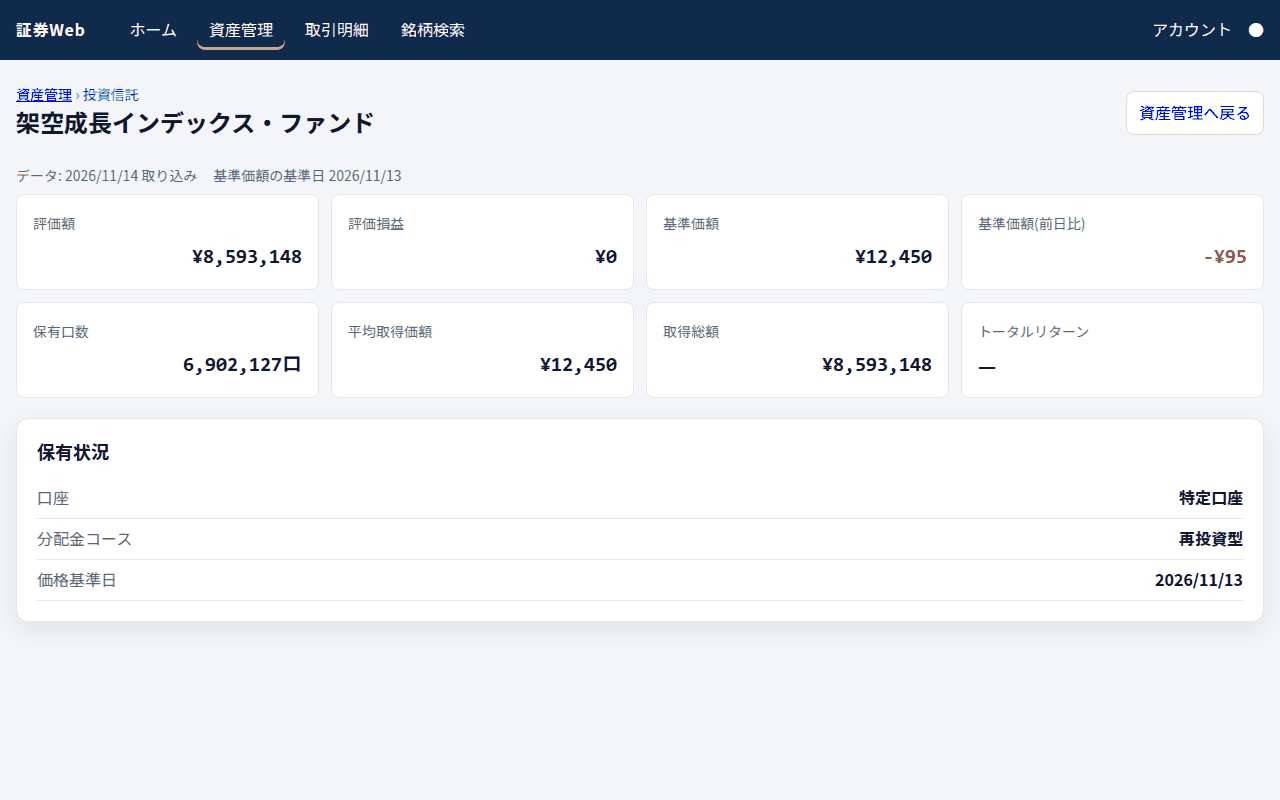 証券Web ホーム 資産管理 取引明細 銘柄検索 アカウント
資産管理 › 投資信託
架空成長インデックス・ファンド
資産管理へ戻る
データ: 2026/11/14 取り込み 基準価額の基準日 2026/11/13
評価額
¥8,593,148
評価損益
¥0
基準価額
¥12,450
基準価額(前日比)
-¥95
保有口数
6,902,127口
平均取得価額
¥12,450
取得総額
¥8,593,148
トータルリターン
—
保有状況
口座 特定口座
分配金コース 再投資型
価格基準日 2026/11/13